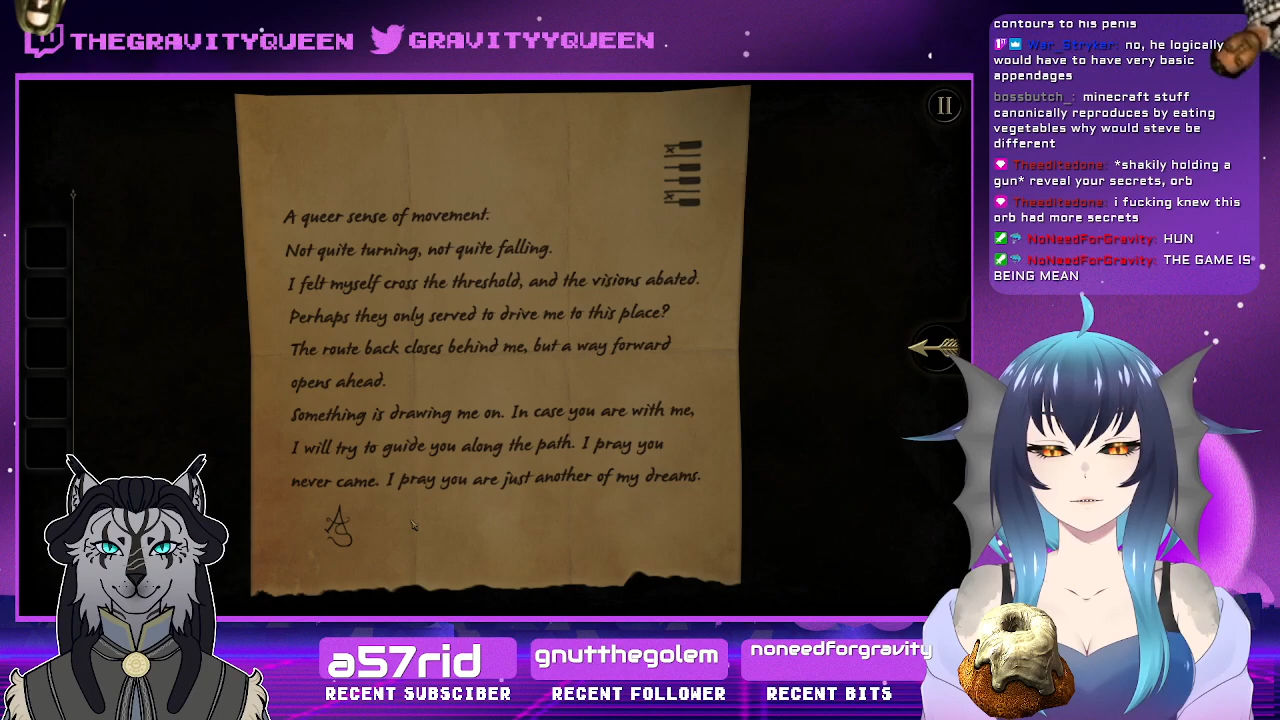 THEGRAVITYQUEEN
GRAVITYYQUEEN
contours to his penis
War_Stryker: no, he logically
would have to have very basic
appendages
bossbutch_: minecraft stuff
canonically reproduces by eating
vegetables why would steve be
different
Theeditedone: *shakily holding a
gun* reveal your secrets, orb
Theeditedone: i fucking knew this
orb had more secrets
NoNeedForGravity: HUN
NoNeedForGravity: THE GAME IS
BEING MEAN
A queer sense of movement.
Not quite turning, not quite falling.
I felt myself cross the threshold, and the visions abated.
Perhaps they only served to drive me to this place?
The route back closes behind me, but a way forward
opens ahead.
Something is drawing me on. In case you are with me,
I will try to guide you along the path. I pray you
never came. I pray you are just another of my dreams.
AS
a57rid
RECENT SUBSCIBER
gnutthegolem
RECENT FOLLOWER
noneedforgravity
RECENT BITS